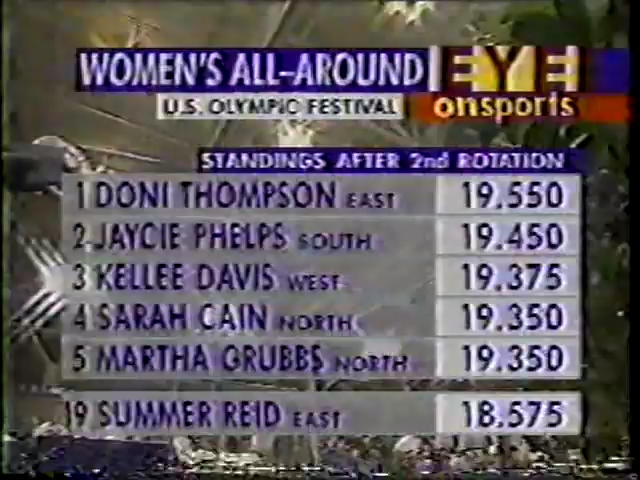 WOMEN'S ALL-AROUND EYE
U.S. OLYMPIC FESTIVAL onsports
STANDINGS AFTER 2nd ROTATION
1 DONI THOMPSON EAST 19.550
2 JAYCIE PHELPS SOUTH 19.450
3 KELLEE DAVIS WEST 19.375
4 SARAH CAIN NORTH 19.350
5 MARTHA GRUBBS NORTH 19.350
19 SUMMER REID EAST 18.575